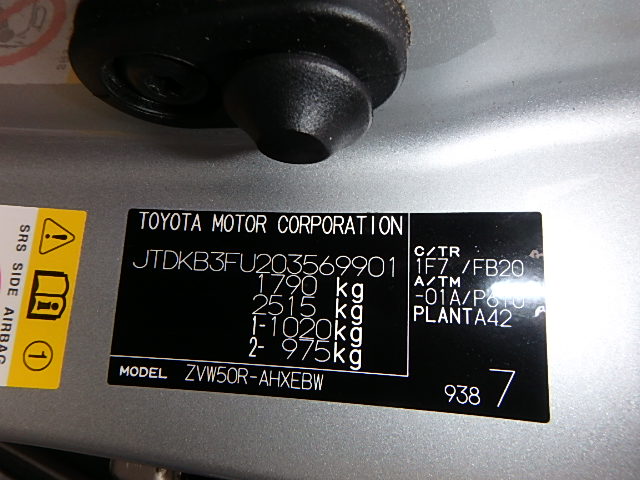 TOYOTA MOTOR CORPORATION
JTDKB3FU203569901
1790 kg
2515 kg
1-1020kg
2- 975kg
MODEL ZVW50R-AHXEBW
C/TR
1F7 /FB20
A/TM
-01A/P610
PLANTA42
938 7
SRS SIDE AIRBAG
1